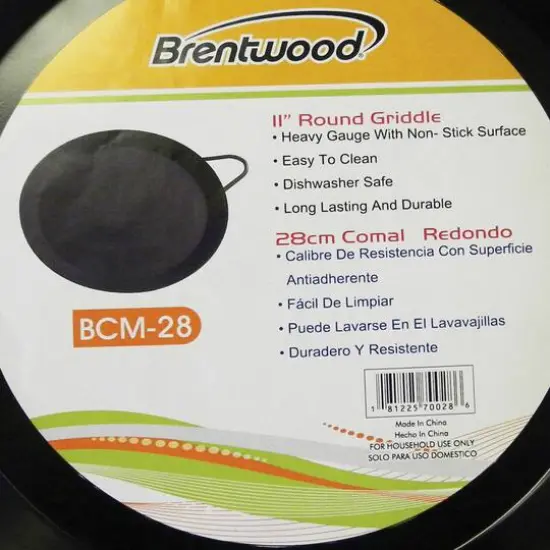 Brentwood
11" Round Griddle
• Heavy Gauge With Non- Stick Surface
• Easy To Clean
• Dishwasher Safe
• Long Lasting And Durable
28cm Comal Redondo
• Calibre De Resistencia Con Superficie
Antiadherente
• Fácil De Limpiar
• Puede Lavarse En El Lavavajillas
• Duradero Y Resistente
BCM-28
1 81225 70028 6
Made In China
Hecho In China
FOR HOUSEHOLD USE ONLY
SOLO PARA USO DOMESTICO